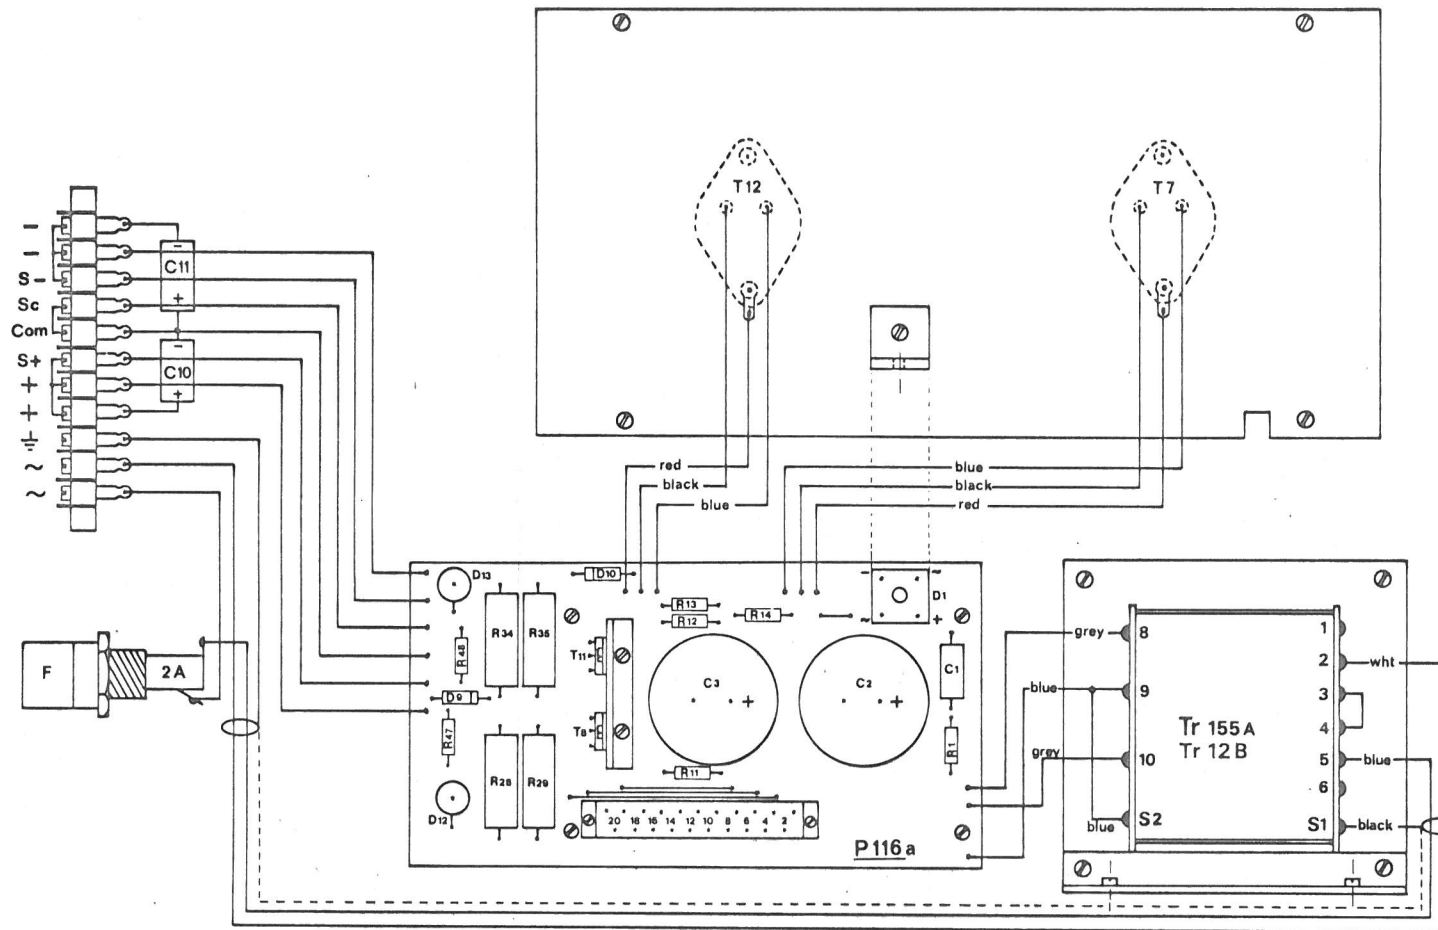 T12
T7
−
−
S−
Sc
Com
S+
+
+
~
~
−
C11
+
−
C10
+
red
black
blue
blue
black
red
F
2A
D13
D10
R34
R35
R13
R12
R14
− ~
D1
~ +
R48
T11
D9
C3
+
C2
+
C1
R47
T8
R1
R28
R29
R11
D12
20 18 16 14 12 10 8 6 4 2
P116a
grey
blue
grey
blue
8
9
10
S2
Tr 155A
Tr 12B
1
2
3
4
5
6
S1
wht
blue
black